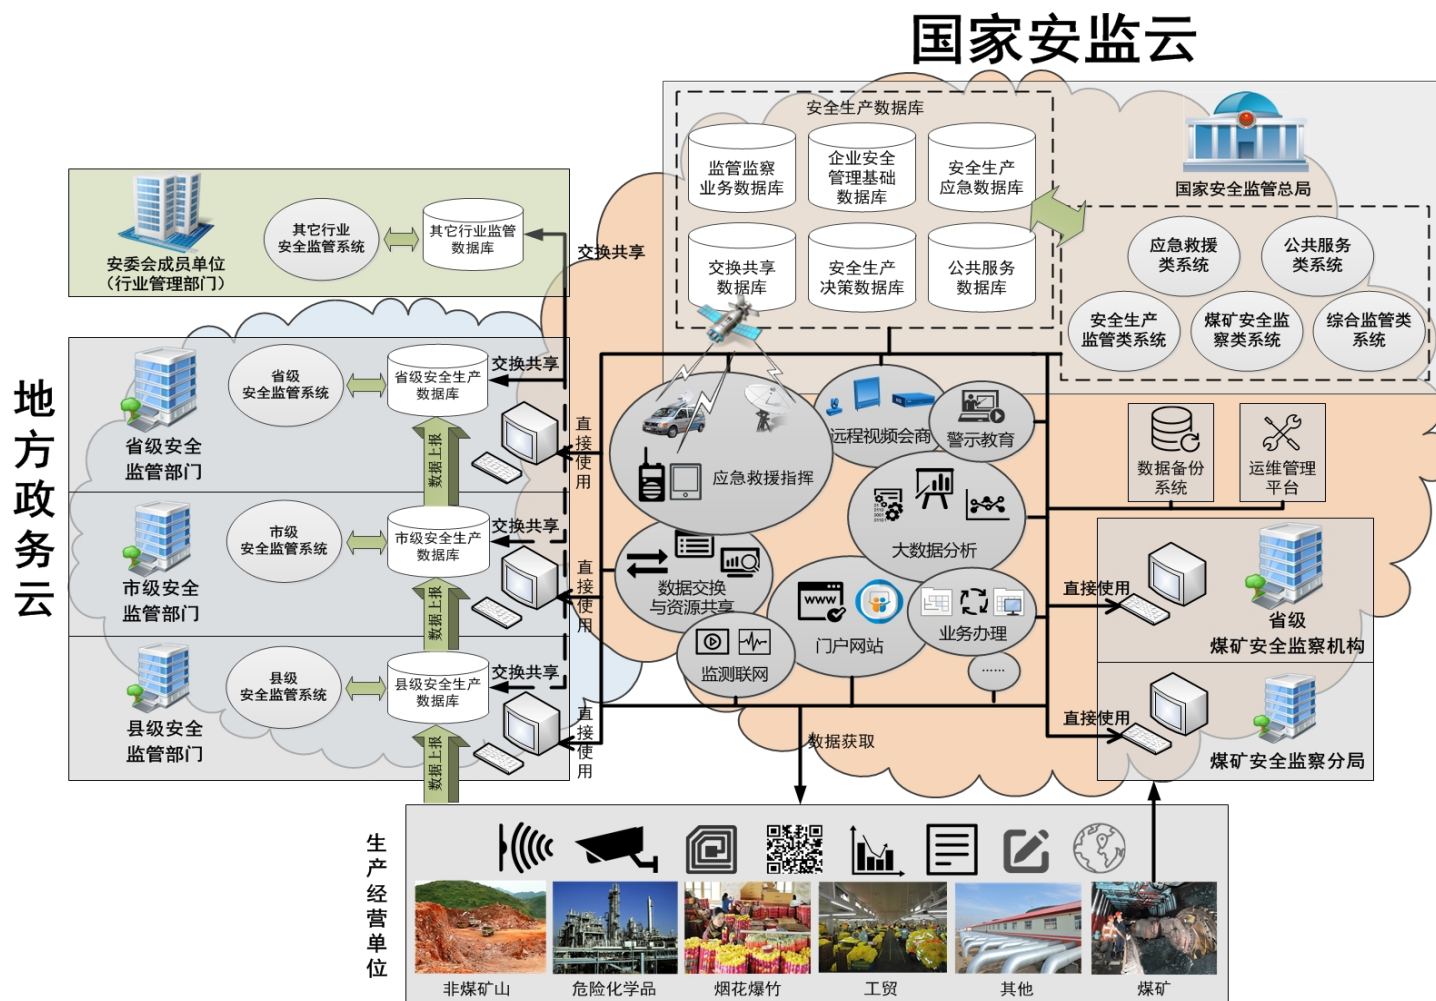 国家安监云
安全生产数据库
监管监察
业务数据库
企业安全
管理基础
数据库
安全生产
应急数据库
交换共享
数据库
安全生产
决策数据库
公共服务
数据库
国家安全监管总局
应急救援
类系统
公共服务
类系统
安全生产
监管类系统
煤矿安全监
察类系统
综合监管类
系统
安委会成员单位
（行业管理部门）
其它行业
安全监管系统
其它行业监管
数据库
交换共享
地方政务云
省级安全
监管部门
省级
安全监管系统
省级安全生产
数据库
交换共享
直接使用
数据上报
市级安全
监管部门
市级
安全监管系统
市级安全生产
数据库
交换共享
直接使用
数据上报
县级安全
监管部门
县级
安全监管系统
县级安全生产
数据库
交换共享
直接使用
数据上报
应急救援指挥
远程视频会商
警示教育
大数据分析
数据交换
与资源共享
WWW
门户网站
业务办理
监测联网
......
数据获取
数据备份
系统
运维管理
平台
直接使用
省级
煤矿安全监察机构
直接使用
煤矿安全监察分局
生产经营单位
非煤矿山
危险化学品
烟花爆竹
工贸
其他
煤矿